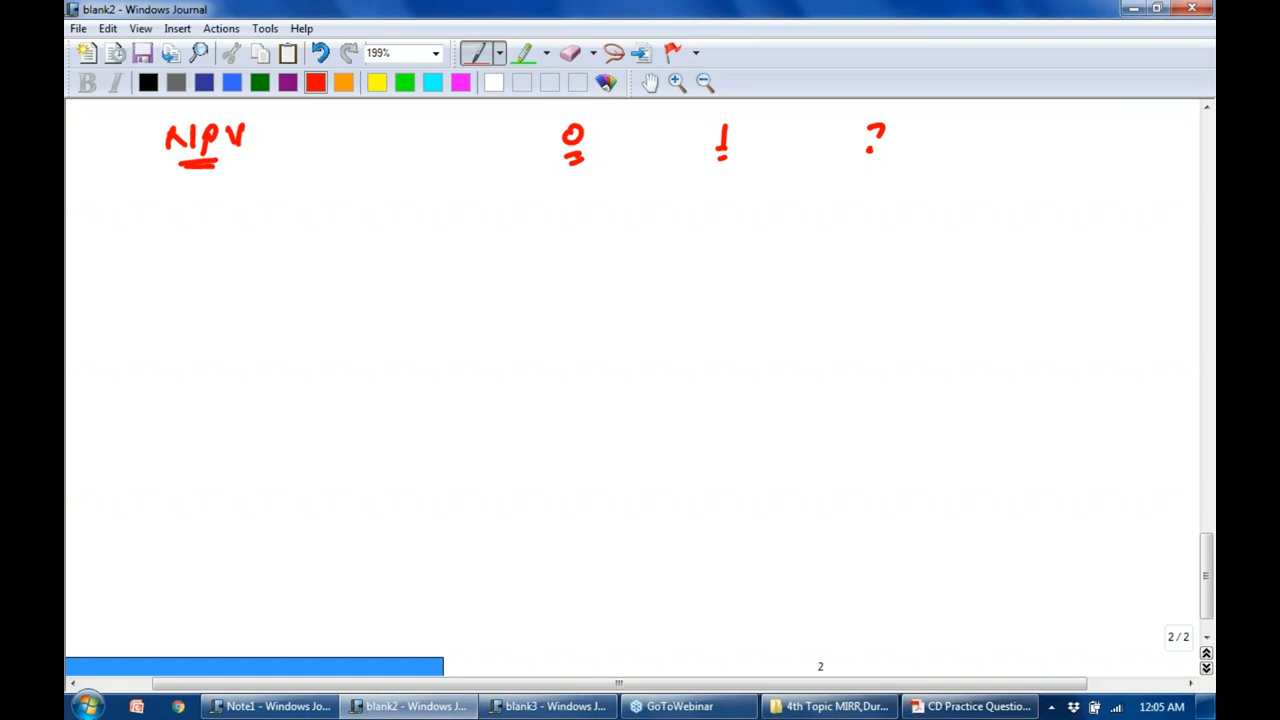 blank2 - Windows Journal
File Edit View Insert Actions Tools Help
199%
B I
NPV 0 1 ?
2 / 2
2
Note1 - Windows Jo... blank2 - Windows J... blank3 - Windows Jo... GoToWebinar 4th Topic MIRR,Dur... CD Practice Questio... 12:05 AM